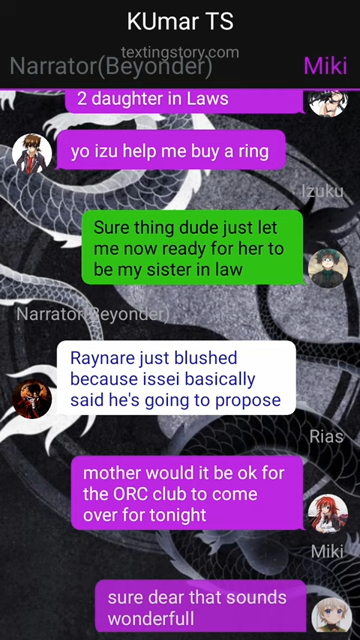 KUmar TS
textingstory.com
Narrator(Beyonder)
Miki
2 daughter in Laws
yo izu help me buy a ring
Izuku
Sure thing dude just let
me now ready for her to
be my sister in law
Narrator(Beyonder)
Raynare just blushed
because issei basically
said he's going to propose
Rias
mother would it be ok for
the ORC club to come
over for tonight
Miki
sure dear that sounds
wonderfull